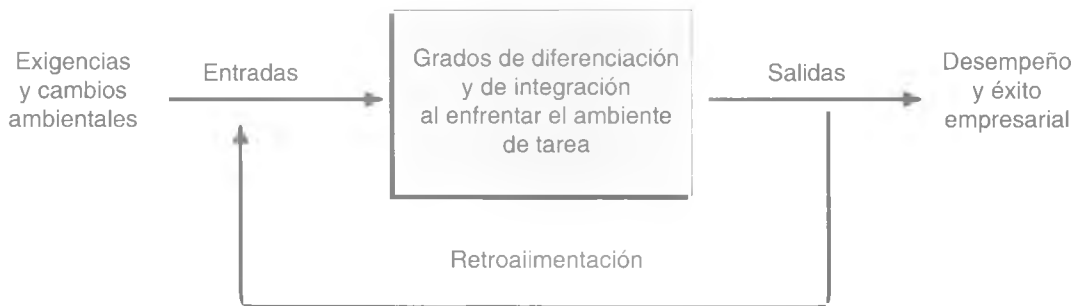 Exigencias
y cambios
ambientales
Entradas
Grados de diferenciación
y de integración
al enfrentar el ambiente
de tarea
Salidas
Desempeño
y éxito
empresarial
Retroaiimentación